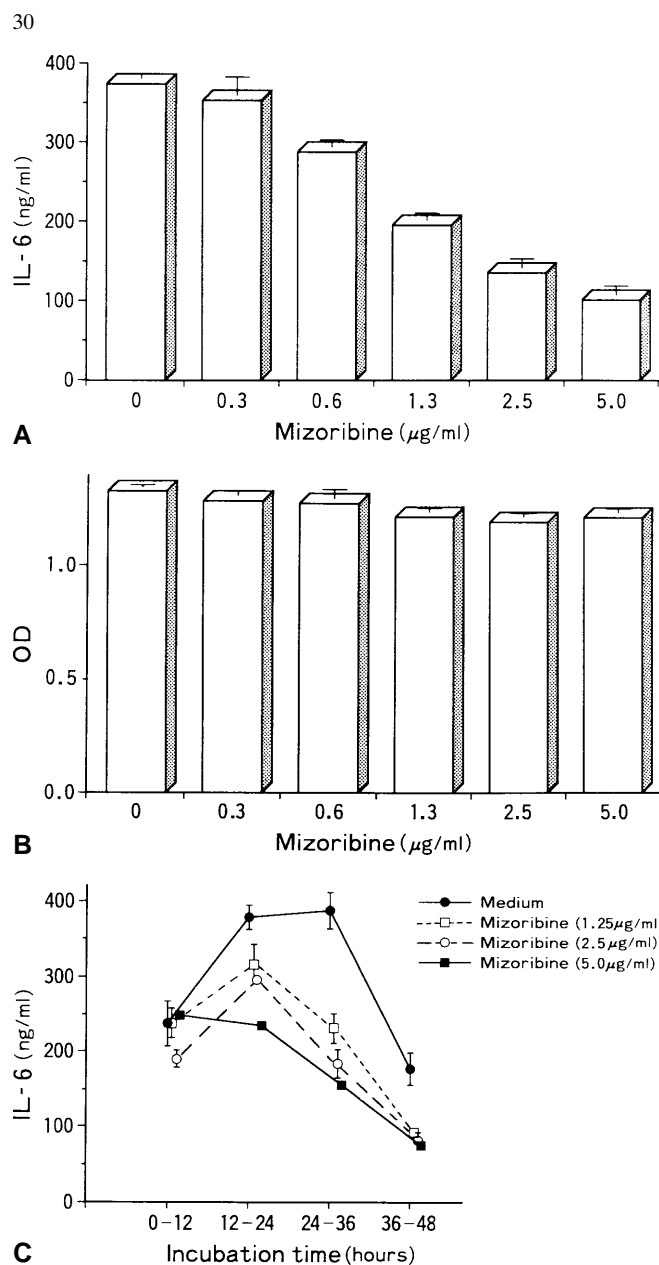 30
400
300
200
100
0
IL-6 (ng/ml)
0 0.3 0.6 1.3 2.5 5.0
Mizoribine (μg/ml)
A
1.0
0.5
0.0
OD
0 0.3 0.6 1.3 2.5 5.0
Mizoribine (μg/ml)
B
400
300
200
100
0
IL-6 (ng/ml)
Medium
Mizoribine (1.25μg/ml
Mizoribine (2.5μg/ml)
Mizoribine (5.0μg/ml)
0-12 12-24 24-36 36-48
Incubation time (hours)
C